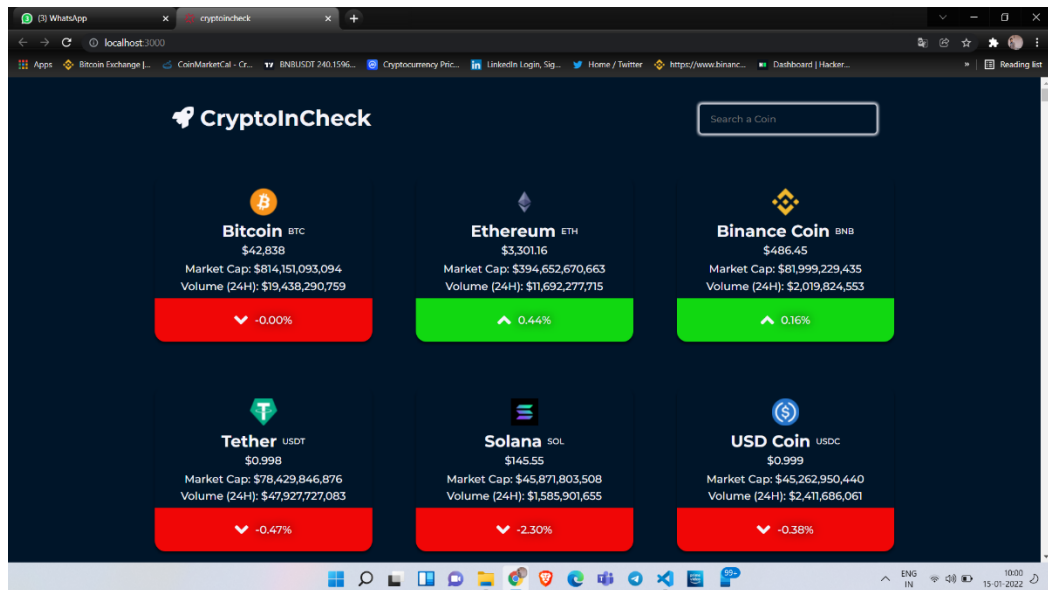 (3) WhatsApp
cryptoincheck
localhost:3000
Apps
Bitcoin Exchange |...
CoinMarketCal - Cr...
BNBUSDT 240.1596...
Cryptocurrency Pric...
LinkedIn Login, Sig...
Home / Twitter
https://www.binanc...
Dashboard | Hacker...
»
Reading list
CryptoInCheck
Search a Coin
Bitcoin BTC
$42,838
Market Cap: $814,151,093,094
Volume (24H): $19,438,290,759
-0.00%
Ethereum ETH
$3,301.16
Market Cap: $394,652,670,663
Volume (24H): $11,692,277,715
0.44%
Binance Coin BNB
$486.45
Market Cap: $81,999,229,435
Volume (24H): $2,019,824,553
0.16%
Tether USDT
$0.998
Market Cap: $78,429,846,876
Volume (24H): $47,927,727,083
-0.47%
Solana SOL
$145.55
Market Cap: $45,871,803,508
Volume (24H): $1,585,901,655
-2.30%
USD Coin USDC
$0.999
Market Cap: $45,262,950,440
Volume (24H): $2,411,686,061
-0.38%
99+
ENG
IN
10:00
15-01-2022